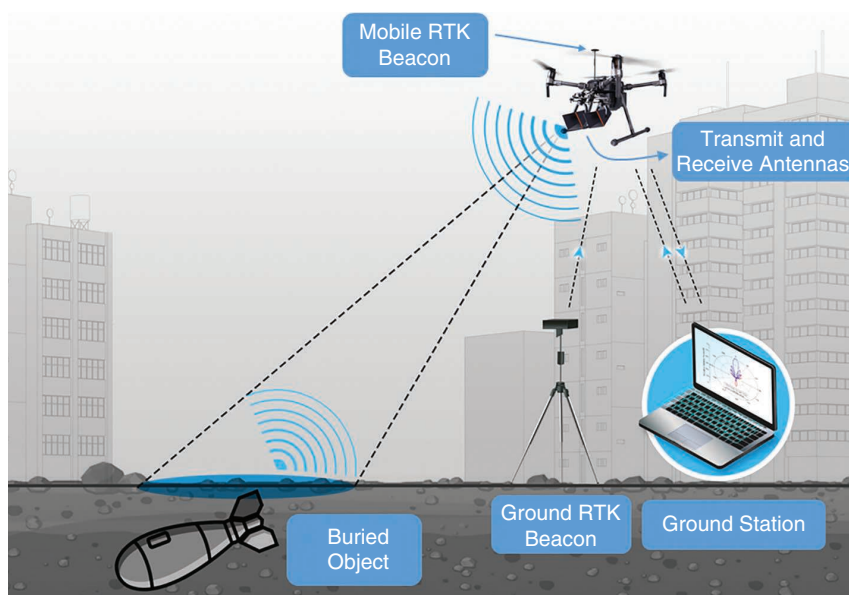 Mobile RTK
Beacon
Transmit and
Receive Antennas
Ground RTK
Beacon
Ground Station
Buried
Object